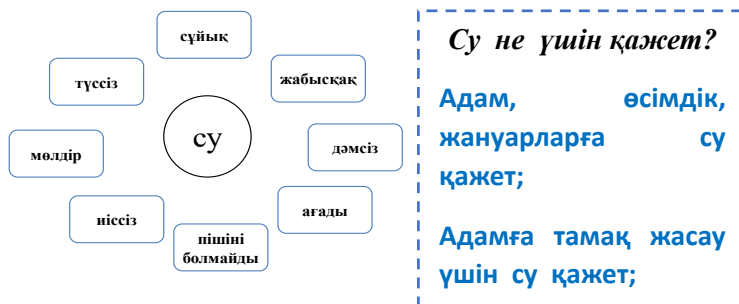 сұйық
түссіз
жабысқақ
су
мөлдір
дәмсіз
иіссіз
ағады
пішіні
болмайды
Су не үшін қажет?
Адам, өсімдік,
жануарларға су
қажет;
Адамға тамақ жасау
үшін су қажет;